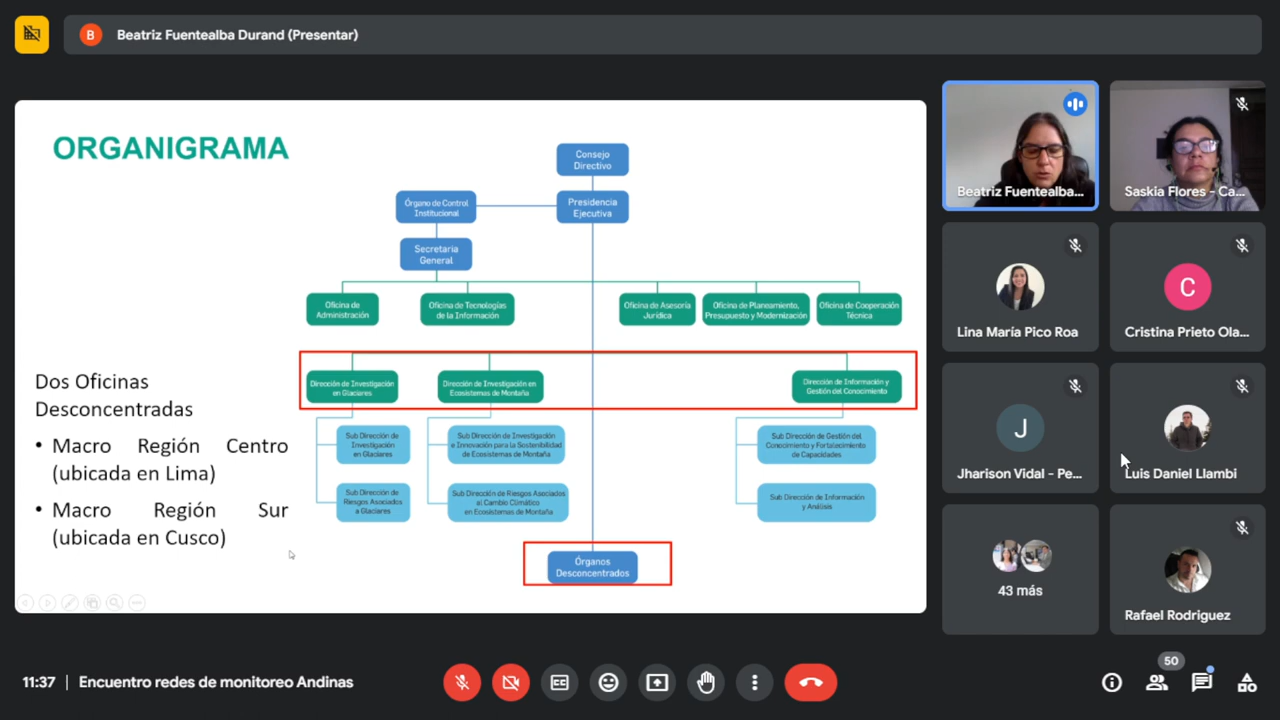 B
Beatriz Fuentealba Durand (Presentar)
ORGANIGRAMA
Consejo
Directivo
Órgano de Control
Institucional
Presidencia
Ejecutiva
Secretaria
General
Oficina de
Administración
Oficina de Tecnologías
de la Información
Oficina de Asesoría
Jurídica
Oficina de Planeamiento,
Presupuesto y Modernización
Oficina de Cooperación
Técnica
Dirección de Investigación
en Glaciares
Dirección de Investigación en
Ecosistemas de Montaña
Dirección de Información y
Gestión del Conocimiento
Sub Dirección de
Investigación
en Glaciares
Sub Dirección de Investigación
e Innovación para la Sostenibilidad
de Ecosistemas de Montaña
Sub Dirección de Gestión del
Conocimiento y Fortalecimiento
de Capacidades
Sub Dirección de
Riesgos Asociados
a Glaciares
Sub Dirección de Riesgos Asociados
al Cambio Climático
en Ecosistemas de Montaña
Sub Dirección de Información
y Análisis
Órganos
Desconcentrados
Dos Oficinas
Desconcentradas
• Macro Región Centro
(ubicada en Lima)
• Macro Región Sur
(ubicada en Cusco)
Beatriz Fuentealba...
Saskia Flores - Ca...
Lina María Pico Roa
C
Cristina Prieto Ola...
J
Jharison Vidal - Pe...
Luis Daniel Llambi
43 más
Rafael Rodriguez
11:37 | Encuentro redes de monitoreo Andinas
CC
50